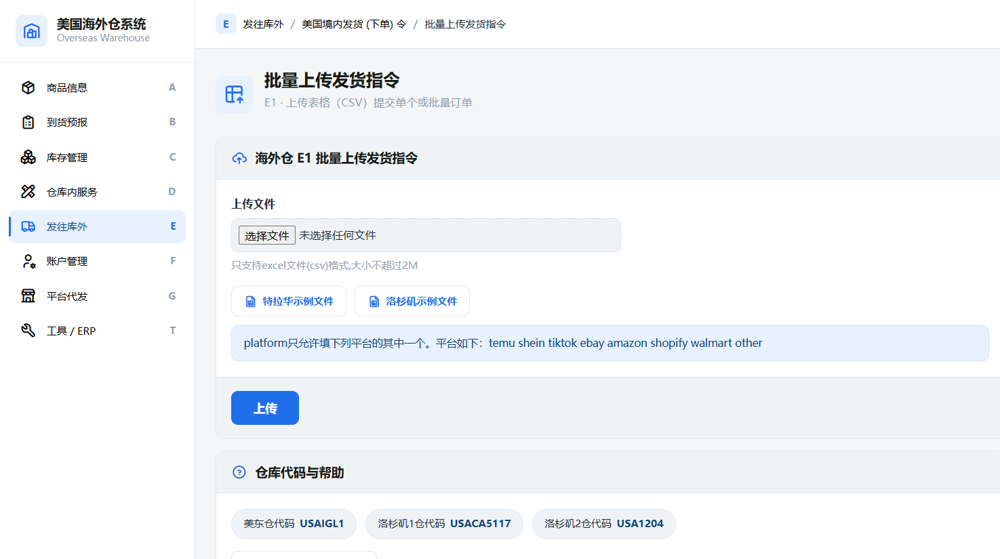 美国海外仓系统
Overseas Warehouse
商品信息 A
到货预报 B
库存管理 C
仓库内服务 D
发往库外 E
账户管理 F
平台代发 G
工具 / ERP T
E 发往库外 / 美国境内发货 (下单) 令 / 批量上传发货指令
批量上传发货指令
E1 · 上传表格（CSV）提交单个或批量订单
海外仓 E1 批量上传发货指令
上传文件
选择文件 未选择任何文件
只支持excel文件(csv)格式,大小不超过2M
特拉华示例文件 洛杉矶示例文件
platform只允许填下列平台的其中一个。平台如下：temu shein tiktok ebay amazon shopify walmart other
上传
仓库代码与帮助
美东仓代码 USAIGL1 洛杉矶1仓代码 USACA5117 洛杉矶2仓代码 USA1204